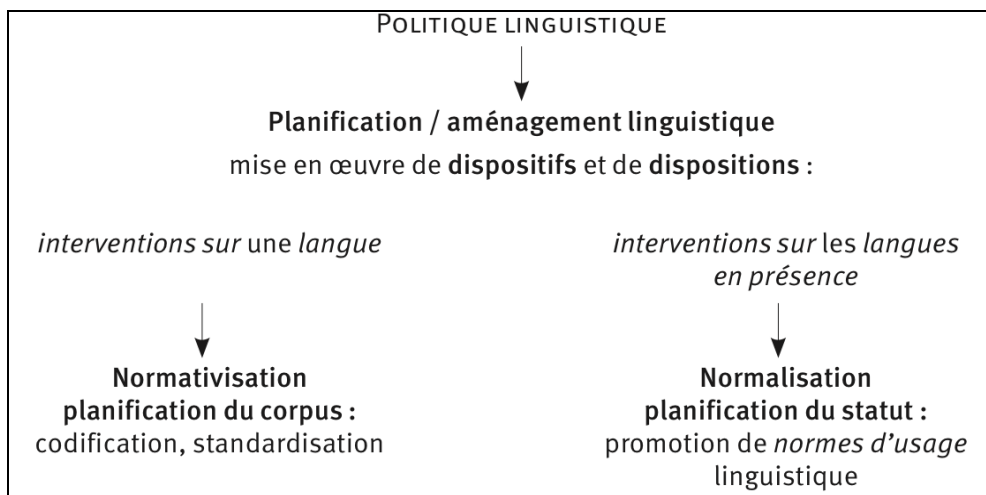 POLITIQUE LINGUISTIQUE
Planification / aménagement linguistique
mise en œuvre de dispositifs et de dispositions :
interventions sur une langue
interventions sur les langues
en présence
Normativisation
planification du corpus :
codification, standardisation
Normalisation
planification du statut :
promotion de normes d’usage
linguistique